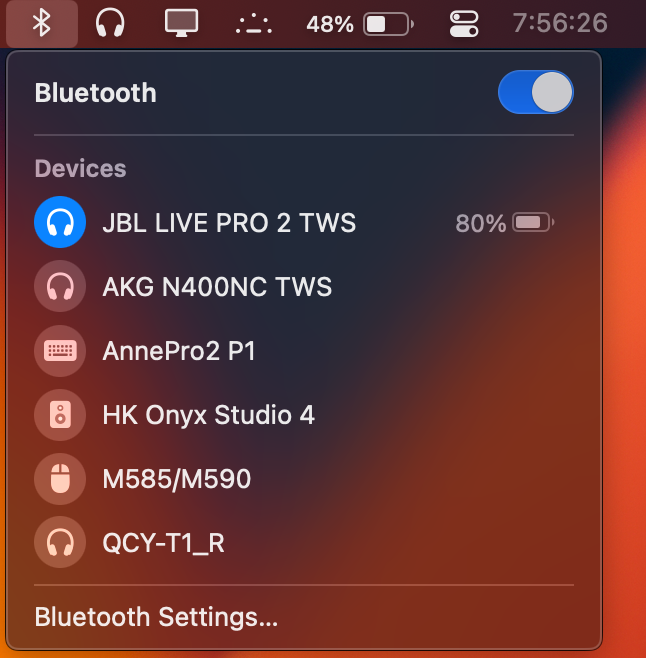 48% 7:56:26
Bluetooth
Devices
JBL LIVE PRO 2 TWS 80%
AKG N400NC TWS
AnnePro2 P1
HK Onyx Studio 4
M585/M590
QCY-T1_R
Bluetooth Settings...